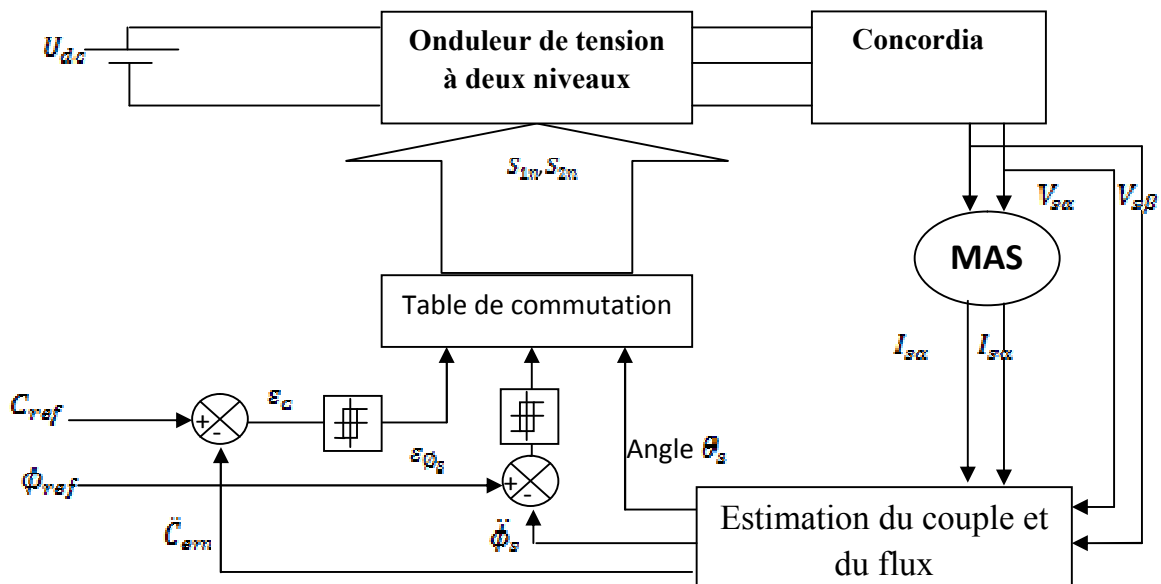 U_dc
Onduleur de tension
à deux niveaux
Concordia
S_1n,S_2n
V_sα
V_sβ
MAS
Table de commutation
I_sα
I_sα
C_ref
+
-
ε_c
ε_ϕs
ϕ_ref
+
-
Angle θ_s
C̈_em
ϕ̈_s
Estimation du couple et
du flux